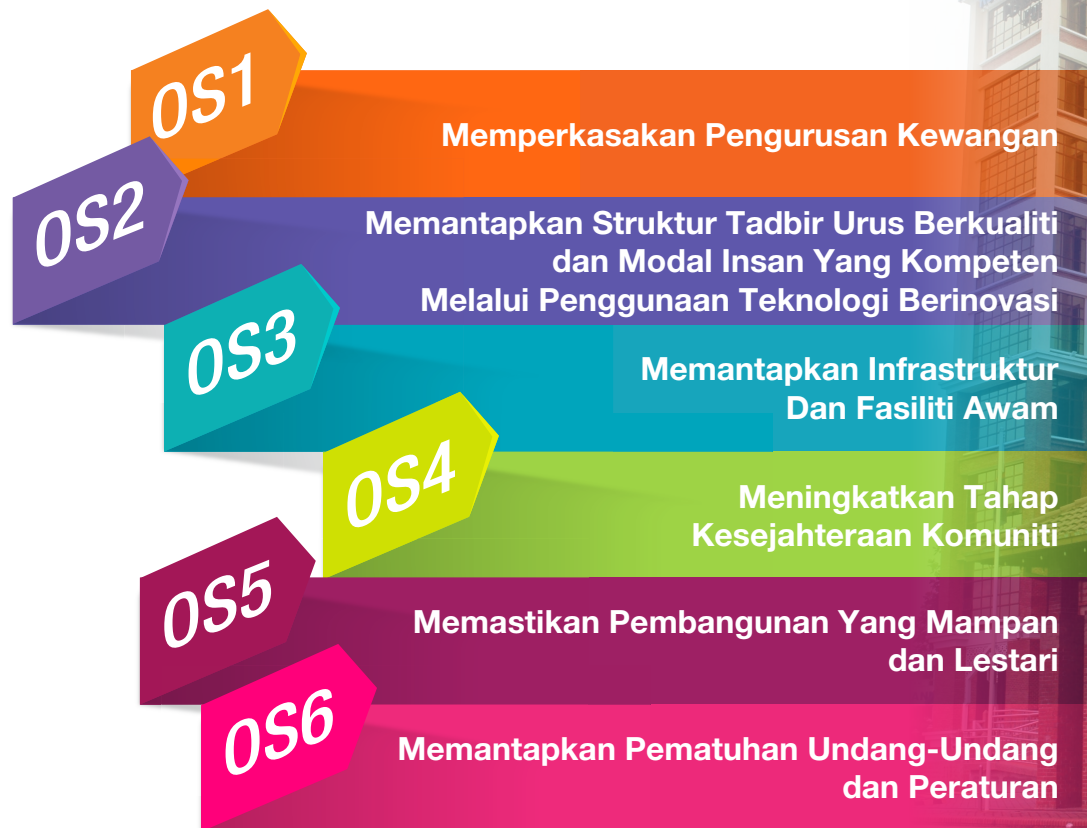 OS1
Memperkasakan Pengurusan Kewangan
OS2
Memantapkan Struktur Tadbir Urus Berkualiti
dan Modal Insan Yang Kompeten
Melalui Penggunaan Teknologi Berinovasi
OS3
Memantapkan Infrastruktur
Dan Fasiliti Awam
OS4
Meningkatkan Tahap
Kesejahteraan Komuniti
OS5
Memastikan Pembangunan Yang Mampan
dan Lestari
OS6
Memantapkan Pematuhan Undang-Undang
dan Peraturan